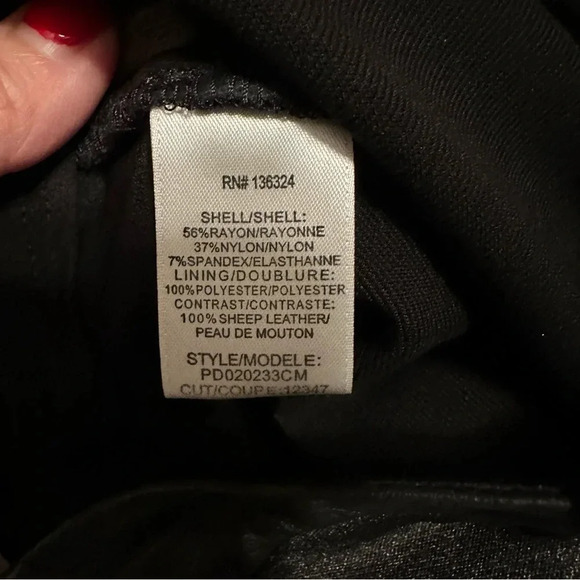 RN# 136324
SHELL/SHELL:
56%RAYON/RAYONNE
37%NYLON/NYLON
7%SPANDEX/ELASTHANNE
LINING/DOUBLURE:
100%POLYESTER/POLYESTER
CONTRAST/CONTRASTE:
100%SHEEP LEATHER/
PEAU DE MOUTON
STYLE/MODELE:
PD020233CM
CUT/COUPE:12347